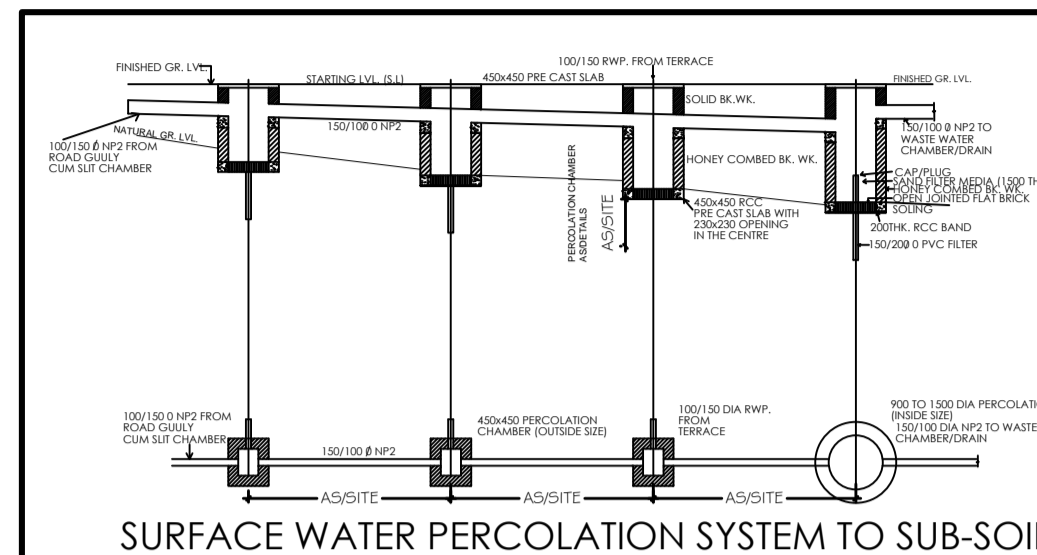 100/150 RWP. FROM TERRACE
FINISHED GR. LVL.
STARTING LVL. (S.L)
450x450 PRE CAST SLAB
FINISHED GR. LVL.
SOLID BK.WK.
NATURAL GR. LVL.
150/100 0 NP2
100/150 Ø NP2 FROM
ROAD GUULY
CUM SLIT CHAMBER
150/100 Ø NP2 TO
WASTE WATER
CHAMBER/DRAIN
HONEY COMBED BK. WK.
CAP/PLUG
SAND FILTER MEDIA (1500 TH
HONEY COMBED BK. WK.
OPEN JOINTED FLAT BRICK
SOLING
PERCOLATION CHAMBER
AS/DETAILS
AS/SITE
450x450 RCC
PRE CAST SLAB WITH
230x230 OPENING
IN THE CENTRE
200THK. RCC BAND
150/200 0 PVC FILTER
100/150 0 NP2 FROM
ROAD GUULY
CUM SLIT CHAMBER
150/100 Ø NP2
450x450 PERCOLATION
CHAMBER (OUTSIDE SIZE)
100/150 DIA RWP.
FROM
TERRACE
900 TO 1500 DIA PERCOLATI
(INSIDE SIZE)
150/100 DIA NP2 TO WASTE
CHAMBER/DRAIN
AS/SITE
AS/SITE
AS/SITE
SURFACE WATER PERCOLATION SYSTEM TO SUB-SOI